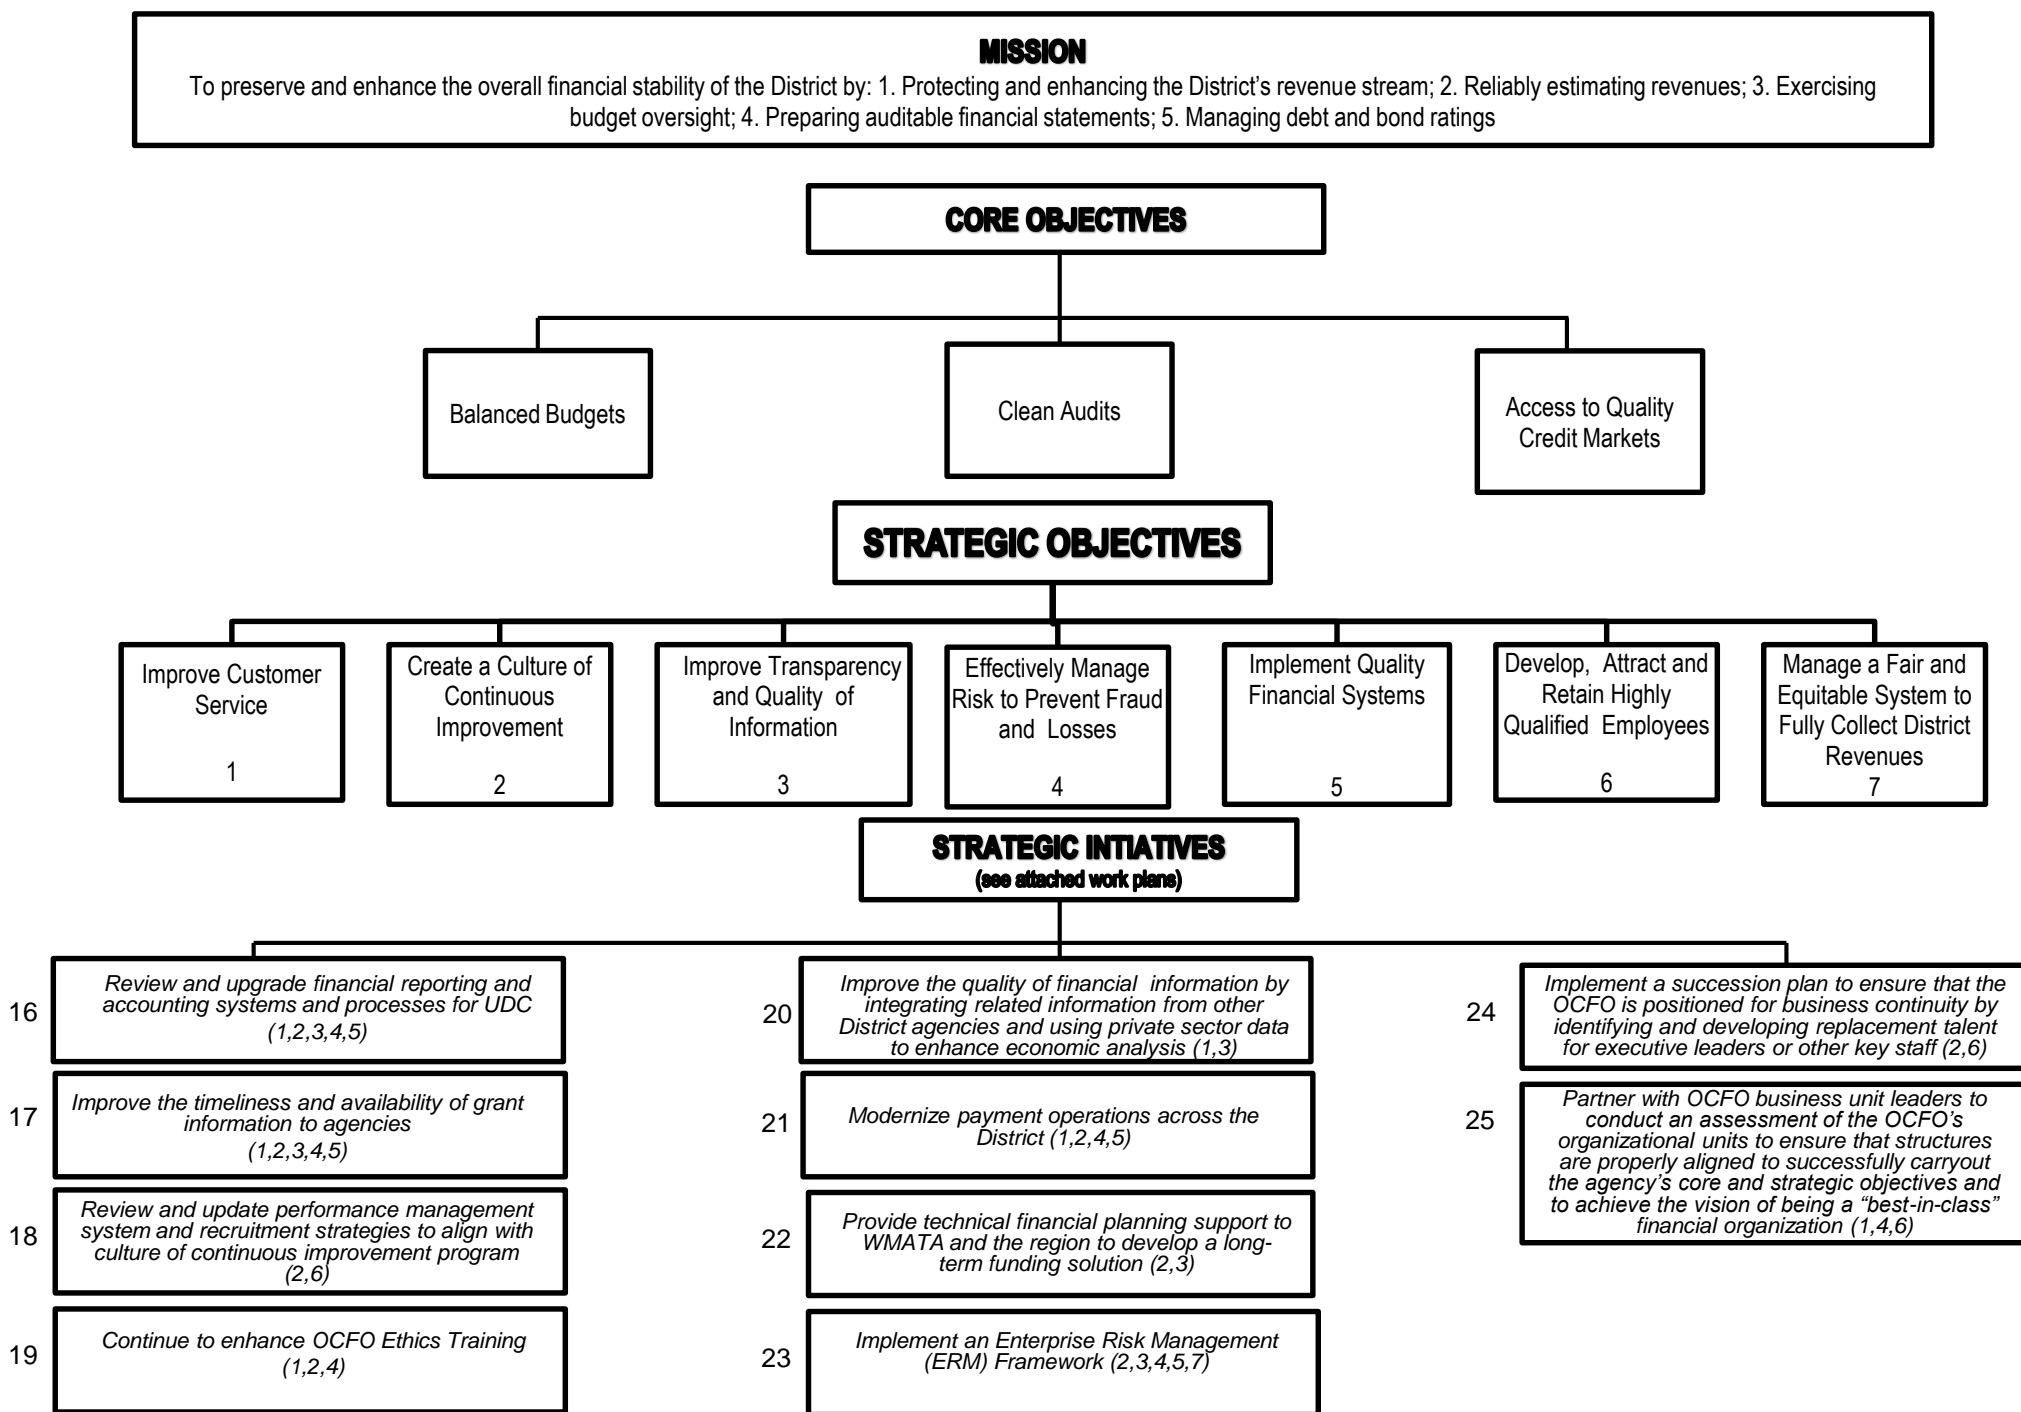 MISSION
To preserve and enhance the overall financial stability of the District by: 1. Protecting and enhancing the District’s revenue stream; 2. Reliably estimating revenues; 3. Exercising
budget oversight; 4. Preparing auditable financial statements; 5. Managing debt and bond ratings
CORE OBJECTIVES
Balanced Budgets
Clean Audits
Access to Quality
Credit Markets
STRATEGIC OBJECTIVES
Improve Customer
Service
1
Create a Culture of
Continuous
Improvement
2
Improve Transparency
and Quality of
Information
3
Effectively Manage
Risk to Prevent Fraud
and Losses
4
Implement Quality
Financial Systems
5
Develop, Attract and
Retain Highly
Qualified Employees
6
Manage a Fair and
Equitable System to
Fully Collect District
Revenues
7
STRATEGIC INTIATIVES
(see attached work plans)
16
Review and upgrade financial reporting and
accounting systems and processes for UDC
(1,2,3,4,5)
17
Improve the timeliness and availability of grant
information to agencies
(1,2,3,4,5)
18
Review and update performance management
system and recruitment strategies to align with
culture of continuous improvement program
(2,6)
19
Continue to enhance OCFO Ethics Training
(1,2,4)
20
Improve the quality of financial information by
integrating related information from other
District agencies and using private sector data
to enhance economic analysis (1,3)
21
Modernize payment operations across the
District (1,2,4,5)
22
Provide technical financial planning support to
WMATA and the region to develop a long-
term funding solution (2,3)
23
Implement an Enterprise Risk Management
(ERM) Framework (2,3,4,5,7)
24
Implement a succession plan to ensure that the
OCFO is positioned for business continuity by
identifying and developing replacement talent
for executive leaders or other key staff (2,6)
25
Partner with OCFO business unit leaders to
conduct an assessment of the OCFO’s
organizational units to ensure that structures
are properly aligned to successfully carryout
the agency’s core and strategic objectives and
to achieve the vision of being a “best-in-class”
financial organization (1,4,6)